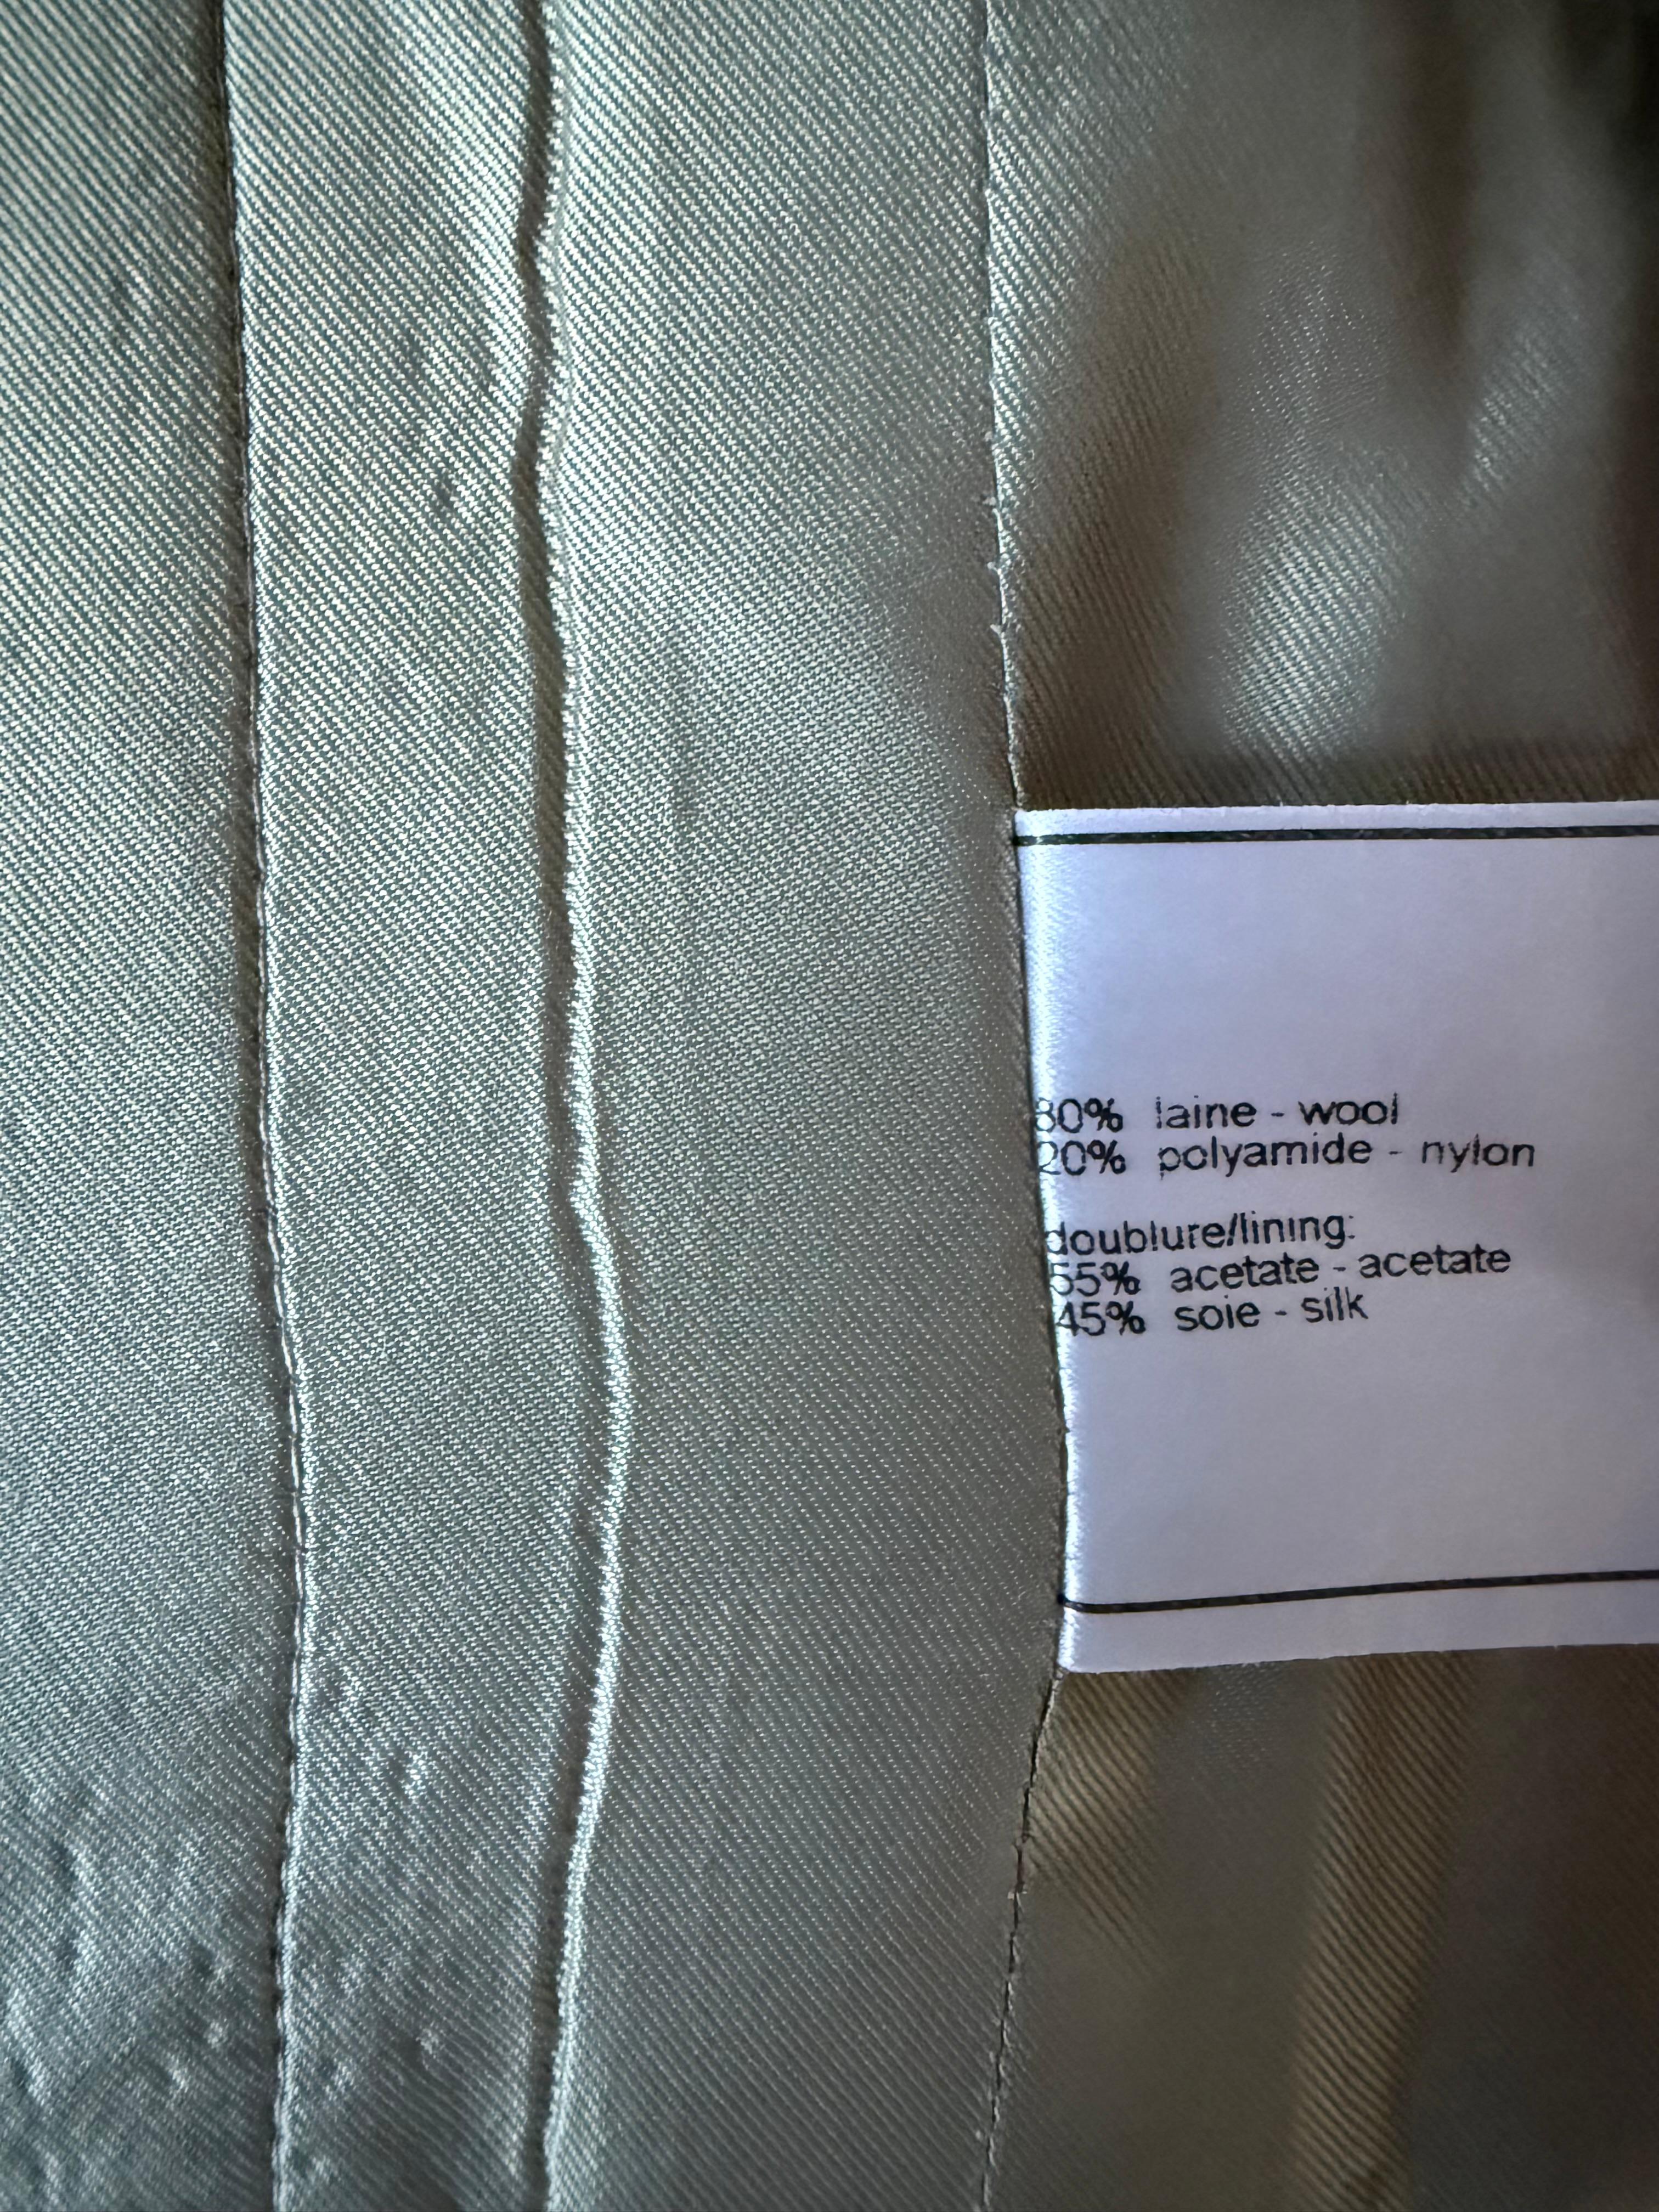 80% laine - wool
20% polyamide - nylon
doublure/lining:
55% acetate - acetate
45% soie - silk